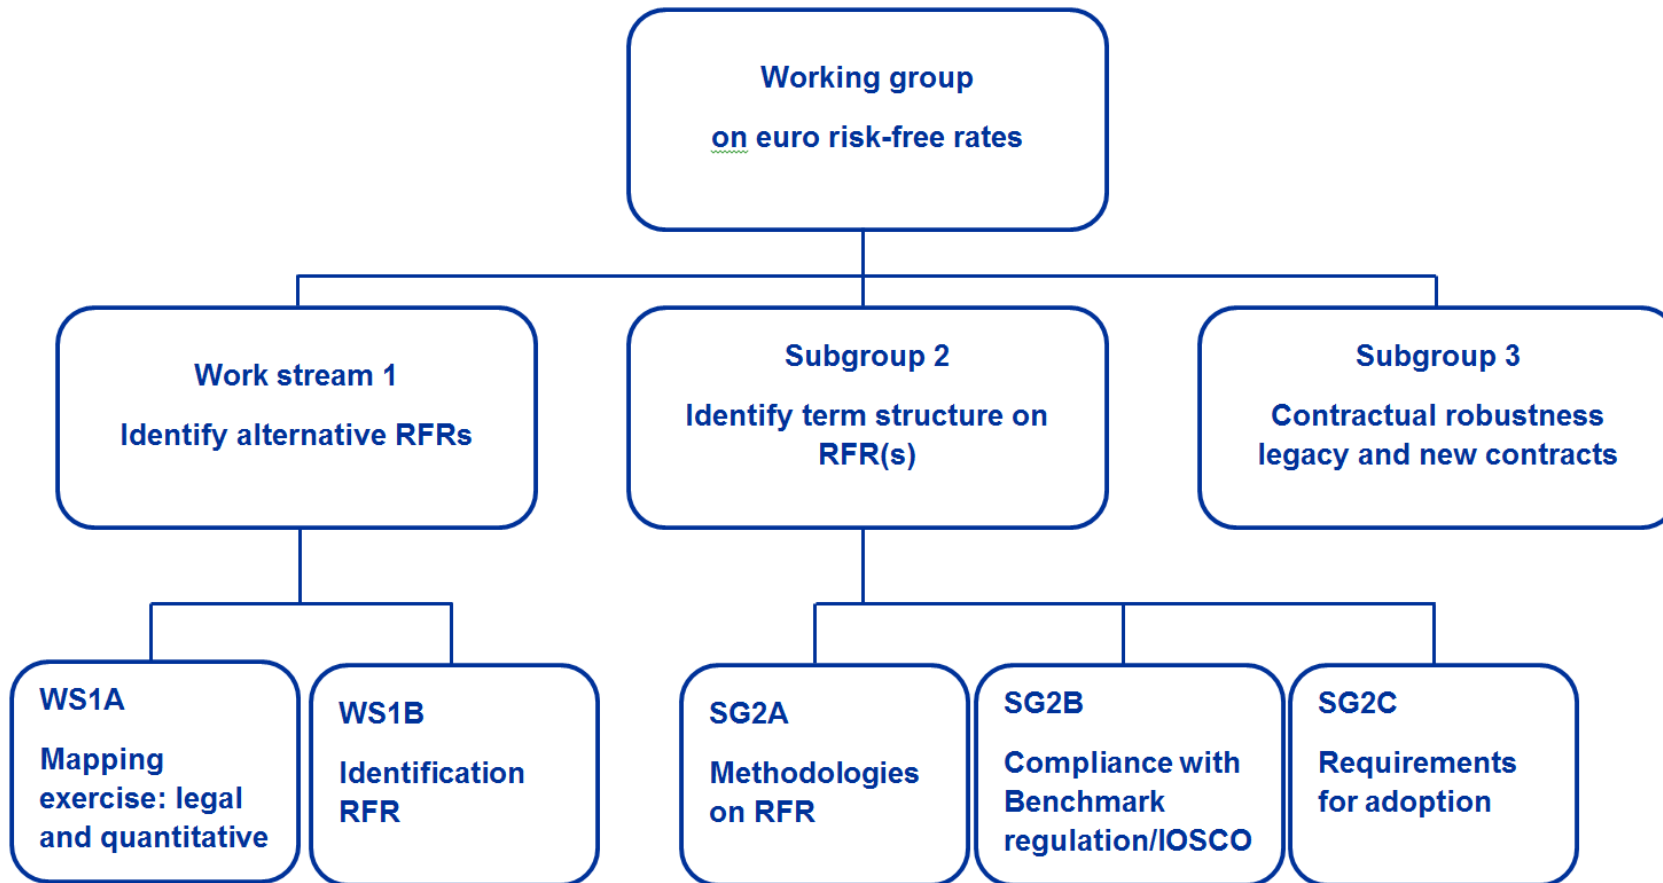 Working group
on euro risk-free rates
Work stream 1
Identify alternative RFRs
Subgroup 2
Identify term structure on
RFR(s)
Subgroup 3
Contractual robustness
legacy and new contracts
WS1A
Mapping
exercise: legal
and quantitative
WS1B
Identification
RFR
SG2A
Methodologies
on RFR
SG2B
Compliance with
Benchmark
regulation/IOSCO
SG2C
Requirements
for adoption